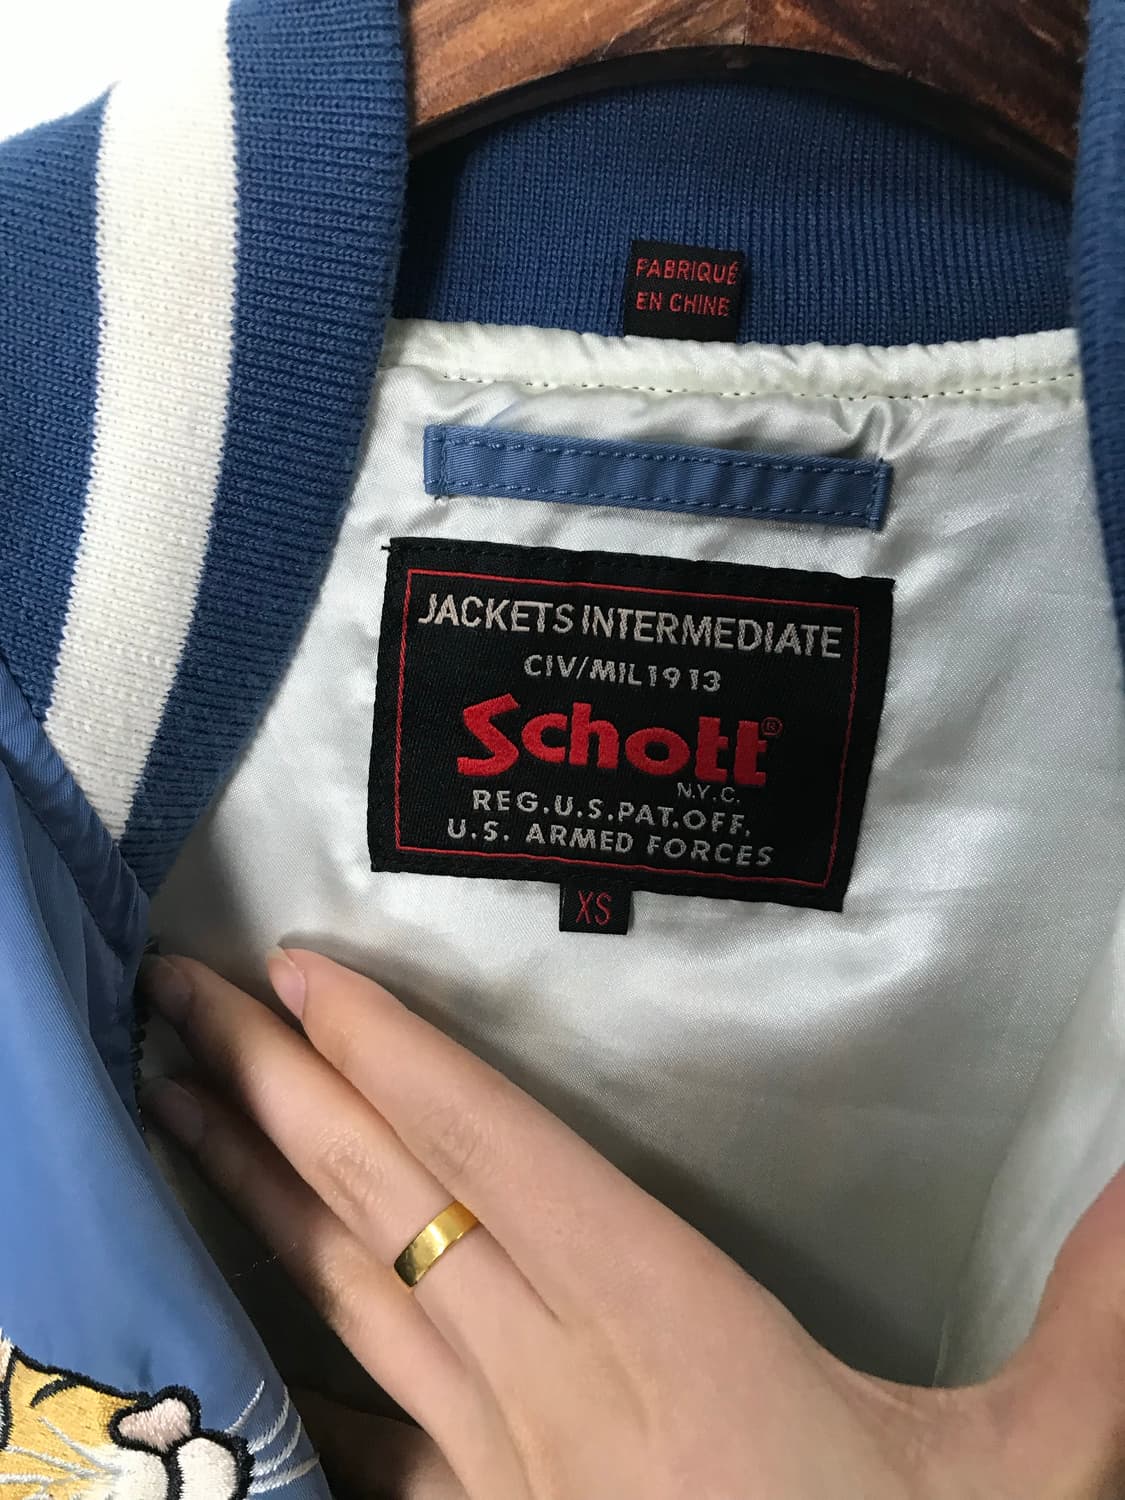 FABRIQUÉ
EN CHINE
JACKETS INTERMEDIATE
CIV/MIL1913
Schott®
N.Y.C.
REG.U.S.PAT.OFF.
U.S. ARMED FORCES
XS